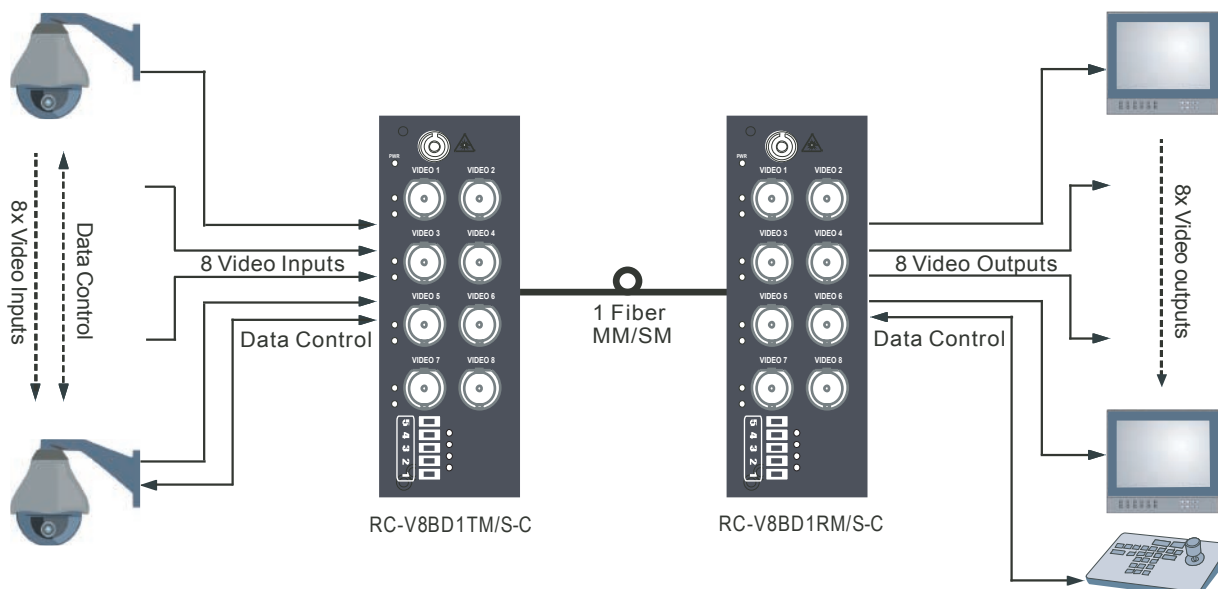 8x Video Inputs
Data Control
8 Video Inputs
Data Control
PWR
VIDEO 1 VIDEO 2
VIDEO 3 VIDEO 4
VIDEO 5 VIDEO 6
VIDEO 7 VIDEO 8
5 4 3 2 1
RC-V8BD1TM/S-C
1 Fiber
MM/SM
PWR
VIDEO 1 VIDEO 2
VIDEO 3 VIDEO 4
VIDEO 5 VIDEO 6
VIDEO 7 VIDEO 8
5 4 3 2 1
RC-V8BD1RM/S-C
8 Video Outputs
Data Control
8x Video outputs